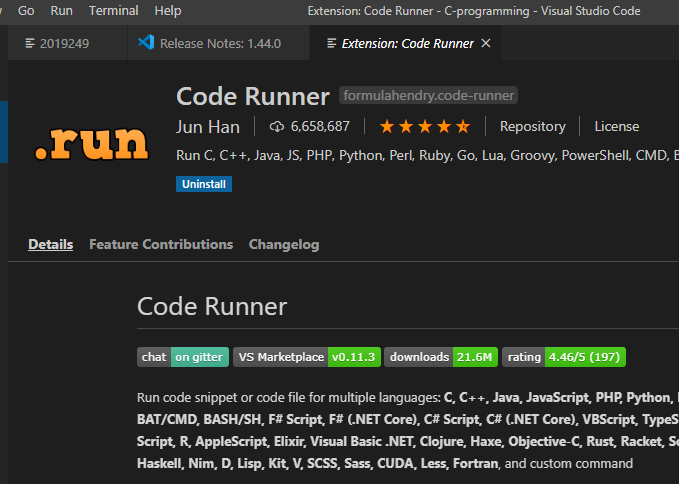 Go Run Terminal Help Extension: Code Runner - C-programming - Visual Studio Code
2019249 Release Notes: 1.44.0 Extension: Code Runner
Code Runner formulahendry.code-runner
.run
Jun Han 6,658,687 Repository License
Run C, C++, Java, JS, PHP, Python, Perl, Ruby, Go, Lua, Groovy, PowerShell, CMD,
Uninstall
Details Feature Contributions Changelog
Code Runner
chat on gitter VS Marketplace v0.11.3 downloads 21.6M rating 4.46/5 (197)
Run code snippet or code file for multiple languages: C, C++, Java, JavaScript, PHP, Python,
BAT/CMD, BASH/SH, F# Script, F# (.NET Core), C# Script, C# (.NET Core), VBScript, TypeS
Script, R, AppleScript, Elixir, Visual Basic .NET, Clojure, Haxe, Objective-C, Rust, Racket, Sc
Haskell, Nim, D, Lisp, Kit, V, SCSS, Sass, CUDA, Less, Fortran, and custom command